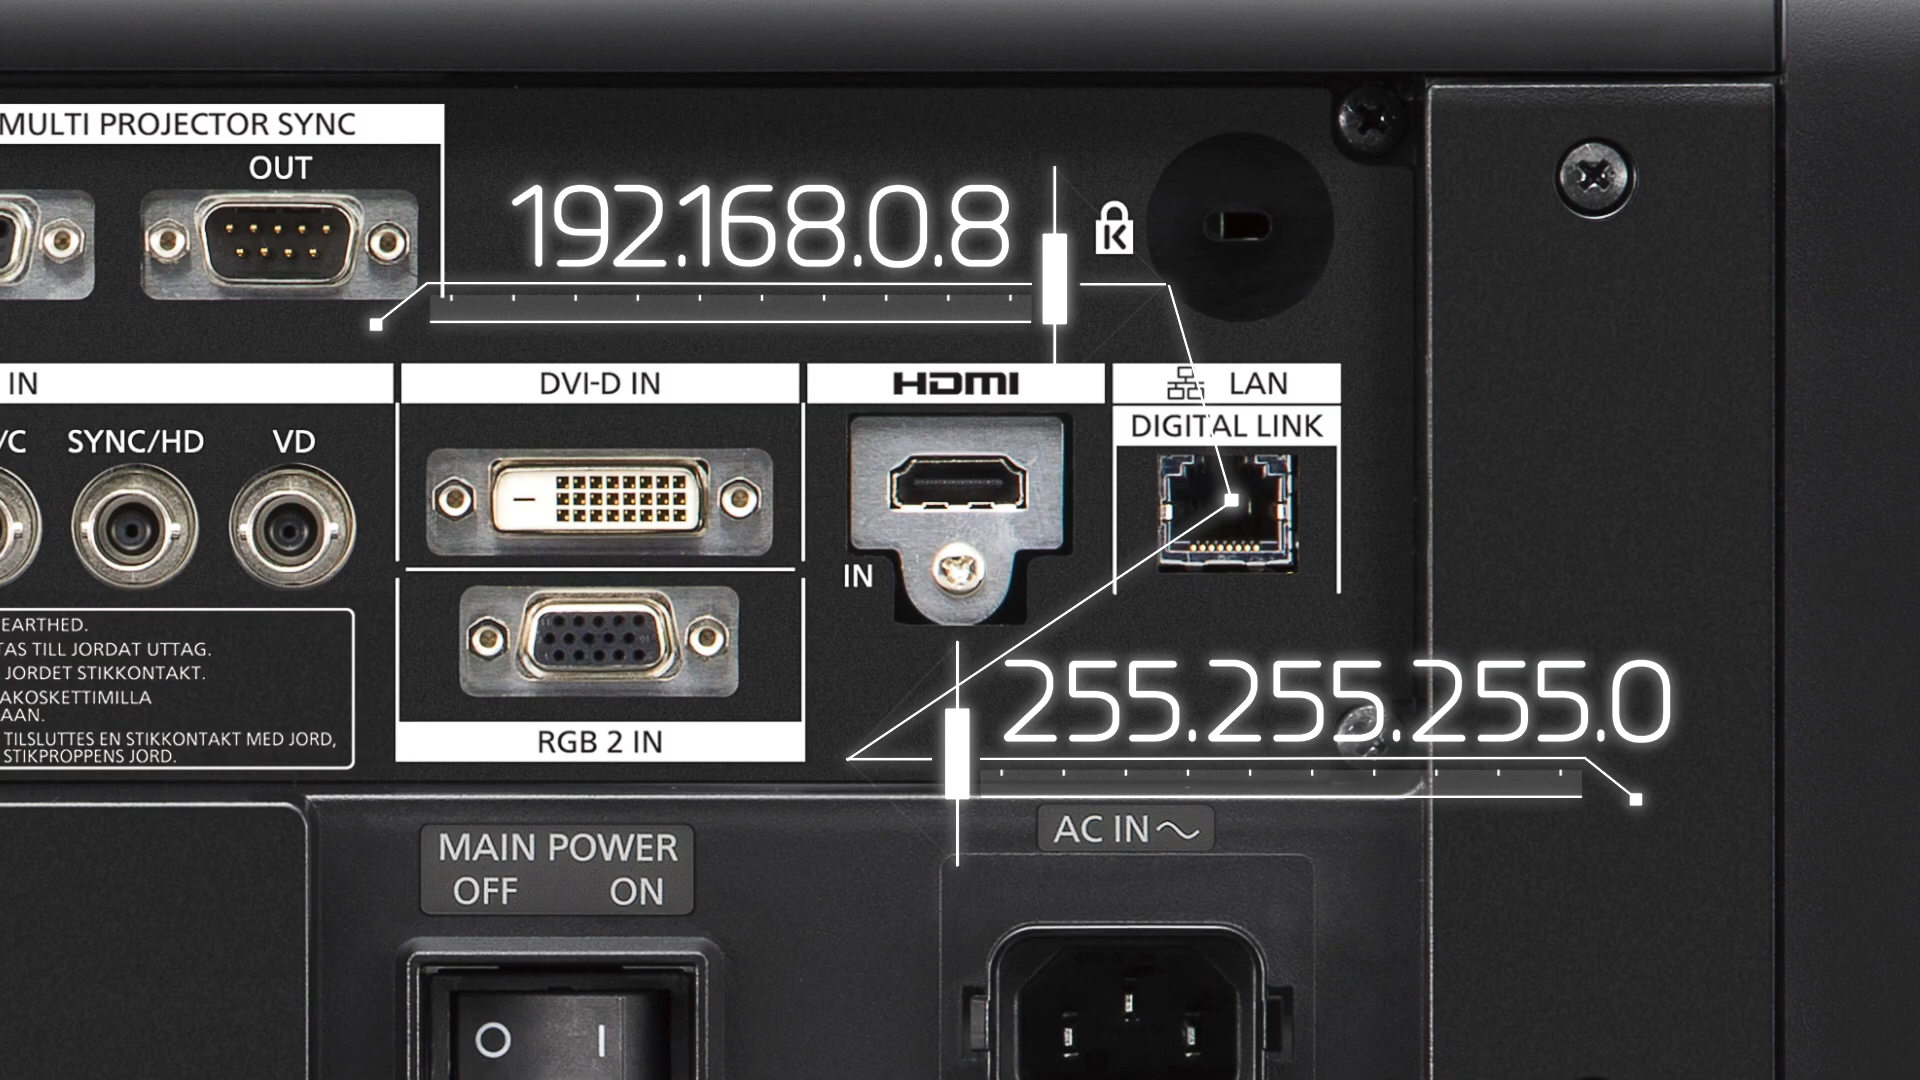 MULTI PROJECTOR SYNC
OUT
192.168.0.8
K
IN
DVI-D IN
HDMI
LAN
DIGITAL LINK
/C
SYNC/HD
VD
IN
EARTHED.
TAS TILL JORDAT UTTAG.
JORDET STIKKONTAKT.
AKOSKETTIMILLA
AAN.
TILSLUTTES EN STIKKONTAKT MED JORD,
STIKPROPPENS JORD.
RGB 2 IN
255.255.255.0
MAIN POWER
OFF ON
AC IN ~
O I